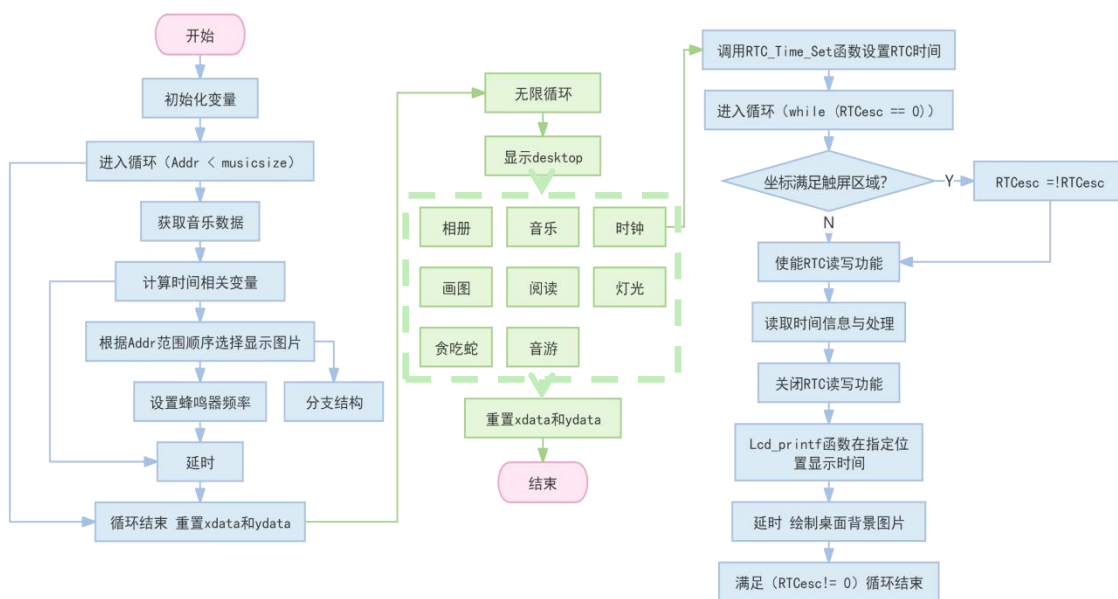 开始
初始化变量
进入循环（Addr < musicsize）
获取音乐数据
计算时间相关变量
根据Addr范围顺序选择显示图片
设置蜂鸣器频率
分支结构
延时
循环结束 重置xdata和ydata
无限循环
显示desktop
相册
音乐
时钟
画图
阅读
灯光
贪吃蛇
音游
重置xdata和ydata
结束
调用RTC_Time_Set函数设置RTC时间
进入循环（while (RTCesc == 0)）
坐标满足触屏区域？
Y
RTCesc =!RTCesc
N
使能RTC读写功能
读取时间信息与处理
关闭RTC读写功能
Lcd_printf函数在指定位
置显示时间
延时 绘制桌面背景图片
满足（RTCesc!= 0）循环结束